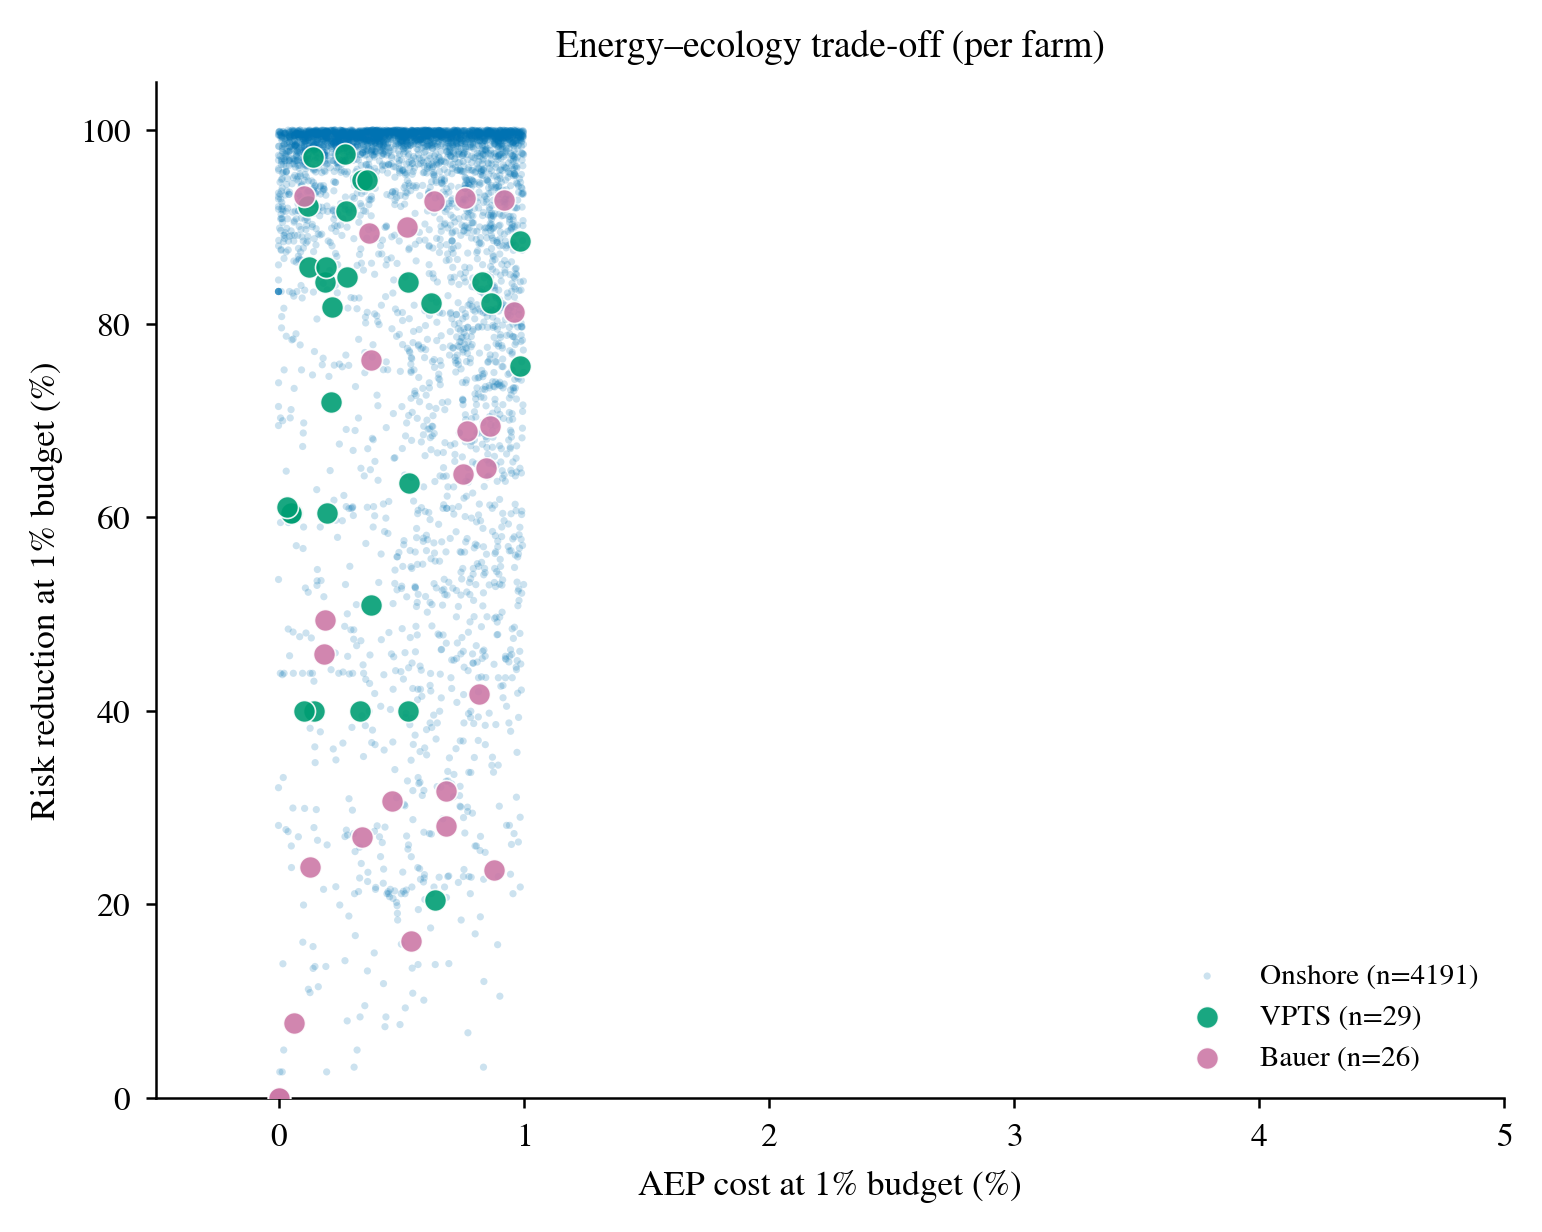 Energy–ecology trade-off (per farm)
Risk reduction at 1% budget (%)
100
80
60
40
20
0
0 1 2 3 4 5
AEP cost at 1% budget (%)
Onshore (n=4191)
VPTS (n=29)
Bauer (n=26)